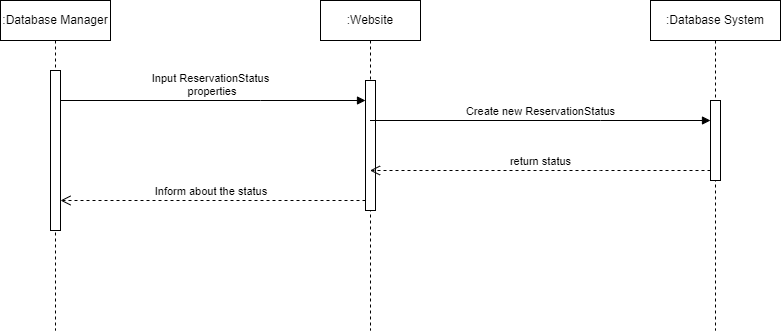 :Database Manager
:Website
:Database System
Input ReservationStatus
properties
Create new ReservationStatus
return status
Inform about the status